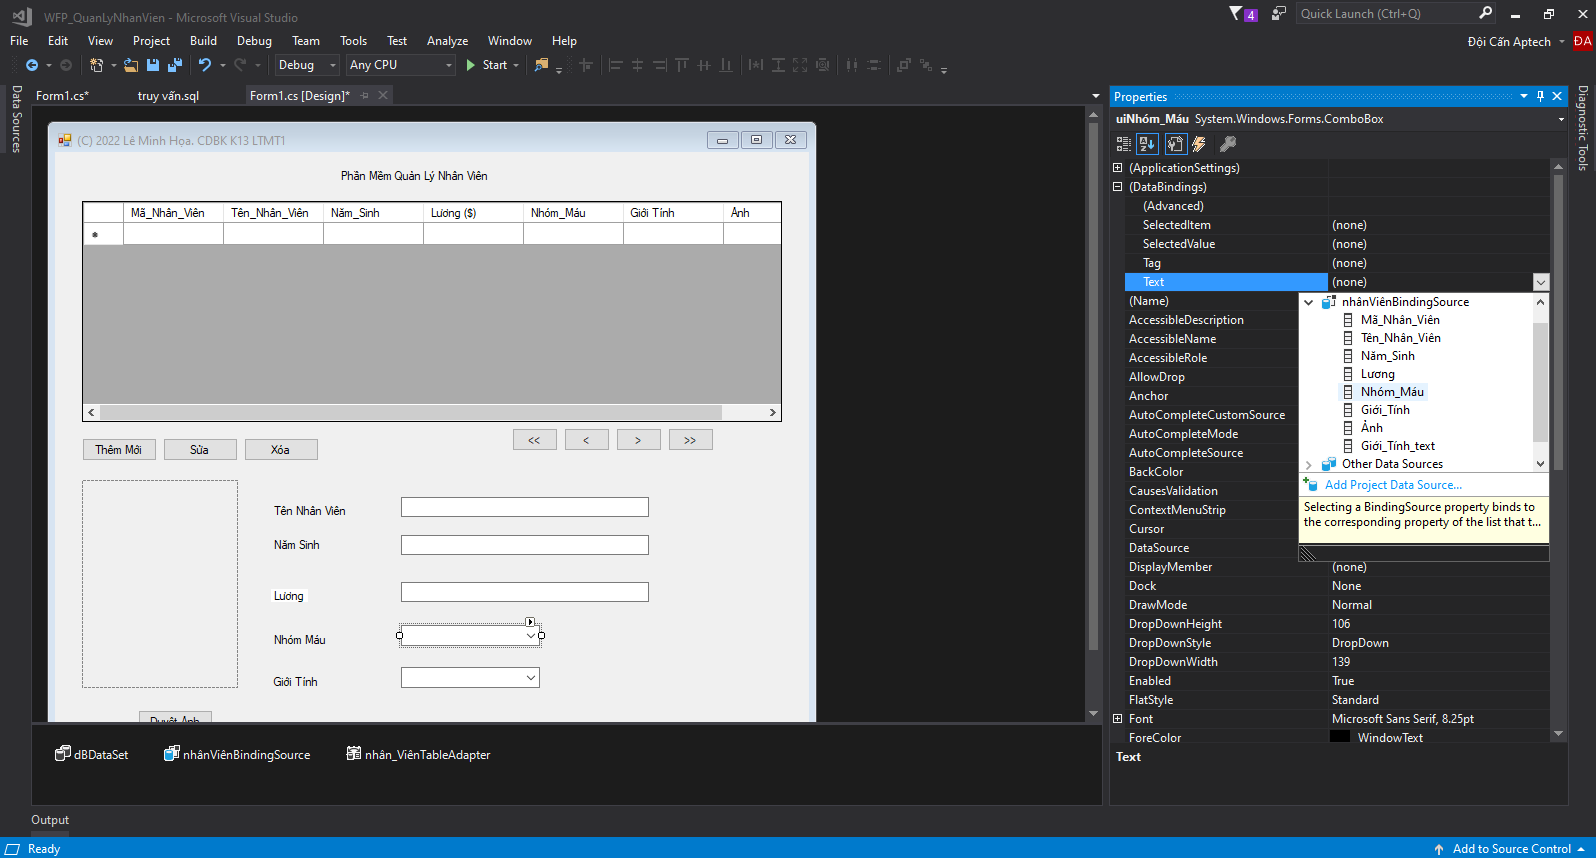 WFP_QuanLyNhanVien - Microsoft Visual Studio
4
Quick Launch (Ctrl+Q)
File Edit View Project Build Debug Team Tools Test Analyze Window Help
Đội Cấn Aptech ĐA
Debug Any CPU Start
Data Sources
Form1.cs* truy vấn.sql Form1.cs [Design]*
(C) 2022 Lê Minh Họa. CDBK K13 LTMT1
Phần Mềm Quản Lý Nhân Viên
Mã_Nhân_Viên Tên_Nhân_Viên Năm_Sinh Lương ($) Nhóm_Máu Giới Tính Ảnh
Thêm Mới Sửa Xóa
<< < > >>
Tên Nhân Viên
Năm Sinh
Lương
Nhóm Máu
Giới Tính
Duyệt Ảnh
dBDataSet nhânViênBindingSource nhân_ViênTableAdapter
Properties
uiNhóm_Máu System.Windows.Forms.ComboBox
(ApplicationSettings)
(DataBindings)
(Advanced)
SelectedItem (none)
SelectedValue (none)
Tag (none)
Text (none)
(Name)
AccessibleDescription
AccessibleName
AccessibleRole
AllowDrop
Anchor
AutoCompleteCustomSource
AutoCompleteMode
AutoCompleteSource
BackColor
CausesValidation
ContextMenuStrip
Cursor
DataSource
DisplayMember (none)
Dock None
DrawMode Normal
DropDownHeight 106
DropDownStyle DropDown
DropDownWidth 139
Enabled True
FlatStyle Standard
Font Microsoft Sans Serif, 8.25pt
ForeColor WindowText
nhânViênBindingSource
Mã_Nhân_Viên
Tên_Nhân_Viên
Năm_Sinh
Lương
Nhóm_Máu
Giới_Tính
Ảnh
Giới_Tính_text
Other Data Sources
Add Project Data Source...
Selecting a BindingSource property binds to
the corresponding property of the list that t...
Text
Diagnostic Tools
Output
Ready
Add to Source Control